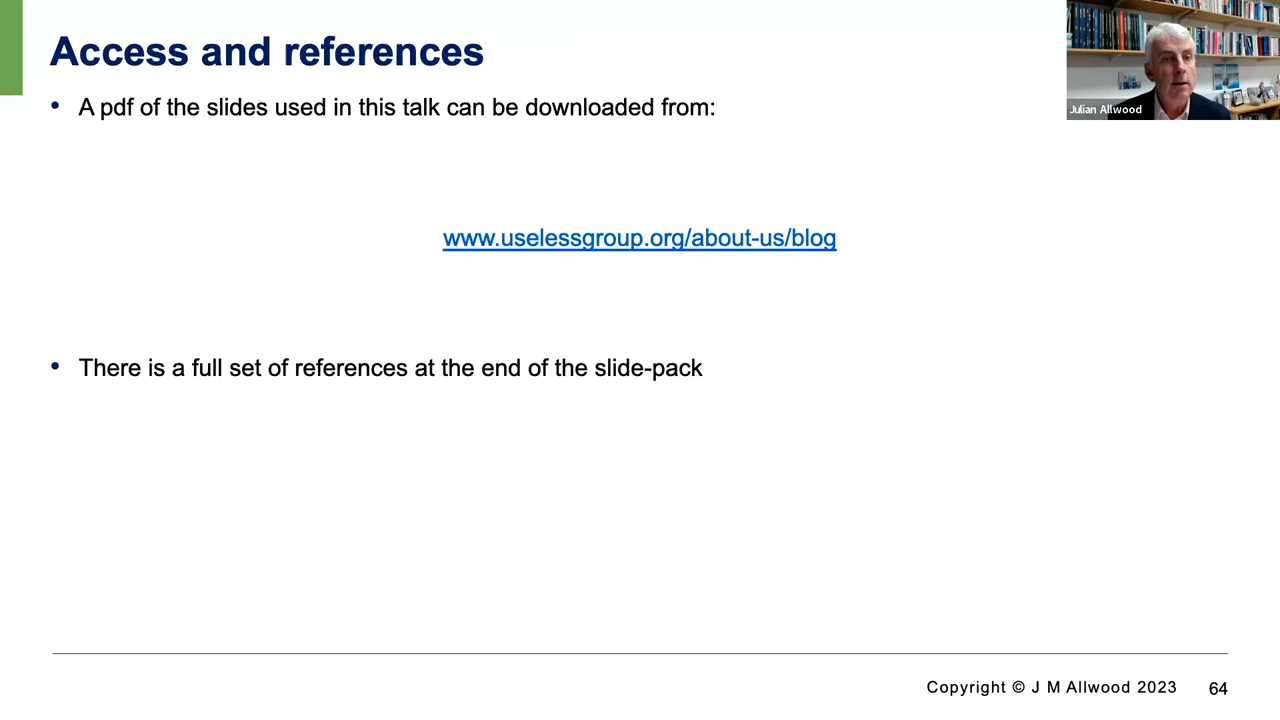 Access and references
• A pdf of the slides used in this talk can be downloaded from:
www.uselessgroup.org/about-us/blog
• There is a full set of references at the end of the slide-pack
Julian Allwood
Copyright © J M Allwood 2023 64